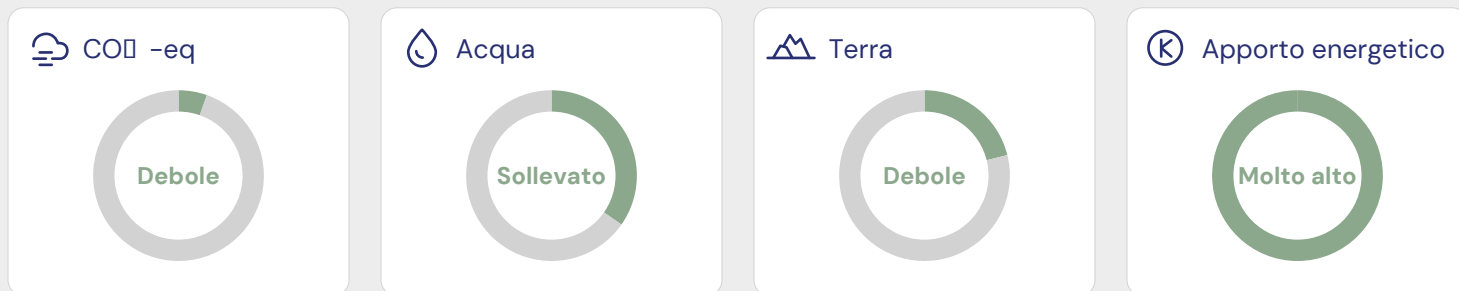 CO▯ -eq
Debole
Acqua
Sollevato
Terra
Debole
Apporto energetico
Molto alto